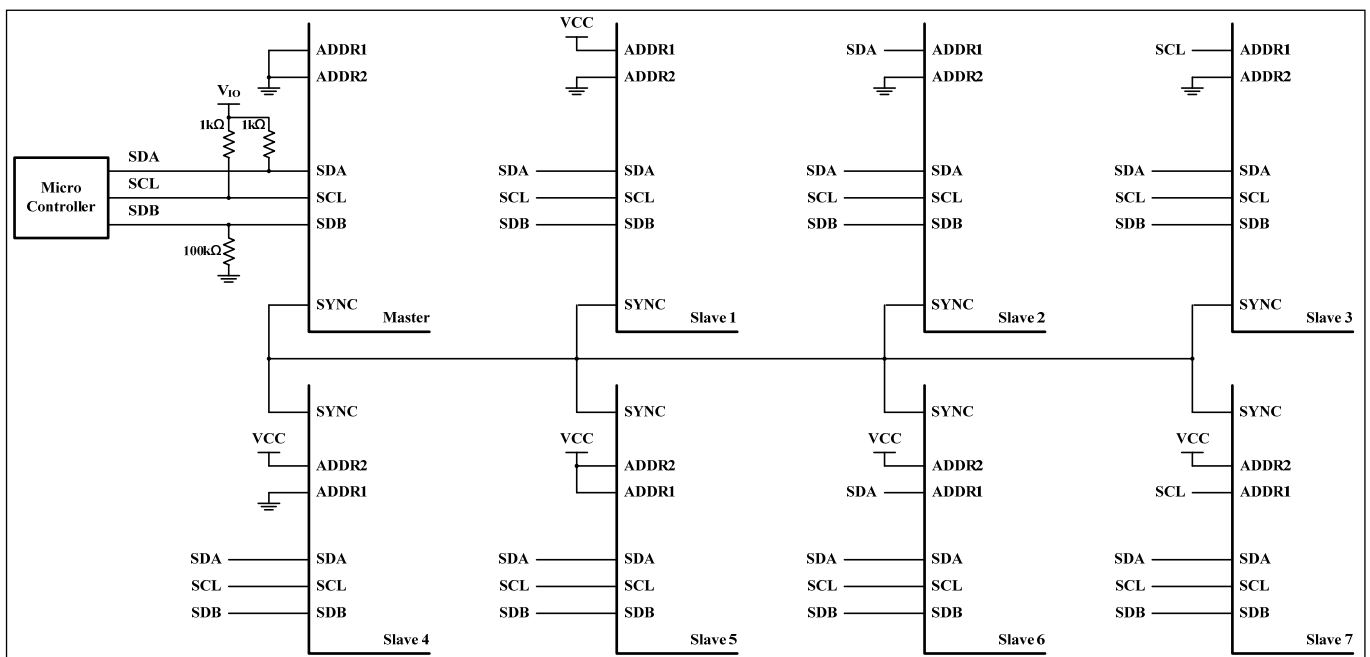 VCC
ADDR1 ADDR1 SDA ADDR1 SCL ADDR1
ADDR2 ADDR2 ADDR2 ADDR2
VIO
1kΩ 1kΩ
SDA SDA SDA SDA SDA SDA SDA SDA
SCL SCL SCL SCL SCL SCL SCL SCL
SDB SDB SDB SDB SDB SDB SDB SDB
Micro
Controller
100kΩ
SYNC SYNC SYNC SYNC
Master Slave 1 Slave 2 Slave 3
SYNC SYNC SYNC SYNC
VCC VCC VCC VCC
ADDR2 ADDR2 ADDR2 ADDR2
ADDR1 ADDR1 SDA ADDR1 SCL ADDR1
SDA SDA SDA SDA SDA SDA SDA SDA
SCL SCL SCL SCL SCL SCL SCL SCL
SDB SDB SDB SDB SDB SDB SDB SDB
Slave 4 Slave 5 Slave 6 Slave 7